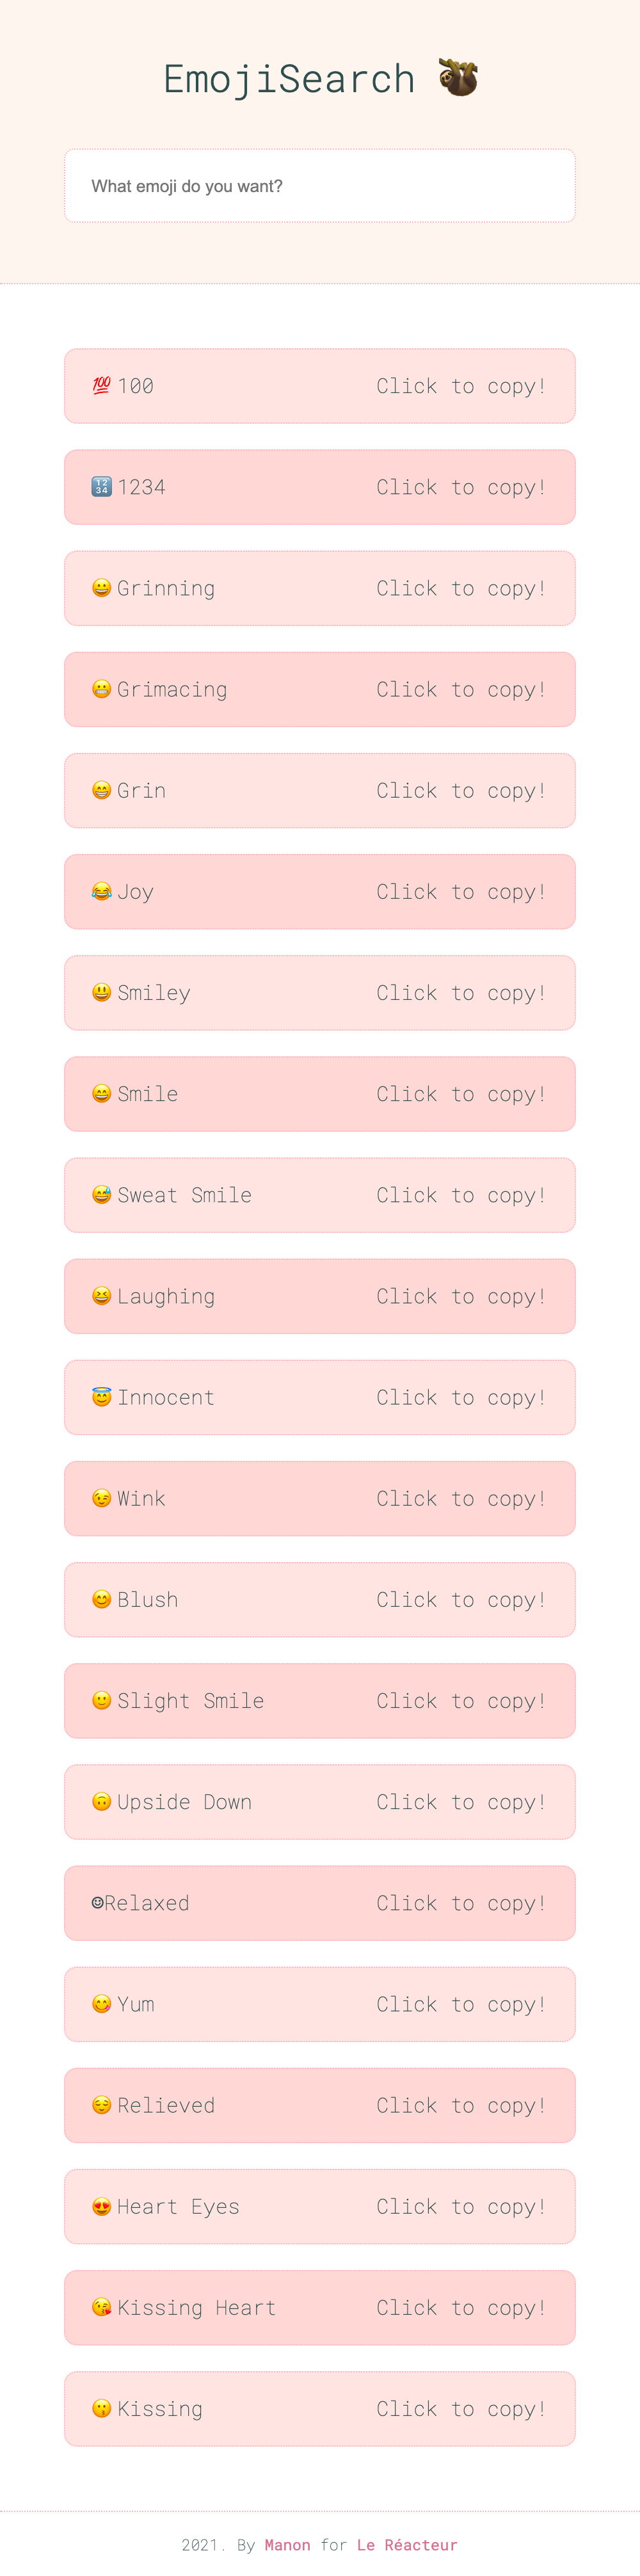 EmojiSearch 🦥
What emoji do you want?
💯 100 Click to copy!
🔢 1234 Click to copy!
😀 Grinning Click to copy!
😬 Grimacing Click to copy!
😁 Grin Click to copy!
😂 Joy Click to copy!
😃 Smiley Click to copy!
😄 Smile Click to copy!
😅 Sweat Smile Click to copy!
😆 Laughing Click to copy!
😇 Innocent Click to copy!
😉 Wink Click to copy!
😊 Blush Click to copy!
🙂 Slight Smile Click to copy!
🙃 Upside Down Click to copy!
☺Relaxed Click to copy!
😋 Yum Click to copy!
😌 Relieved Click to copy!
😍 Heart Eyes Click to copy!
😘 Kissing Heart Click to copy!
😗 Kissing Click to copy!
2021. By Manon for Le Réacteur